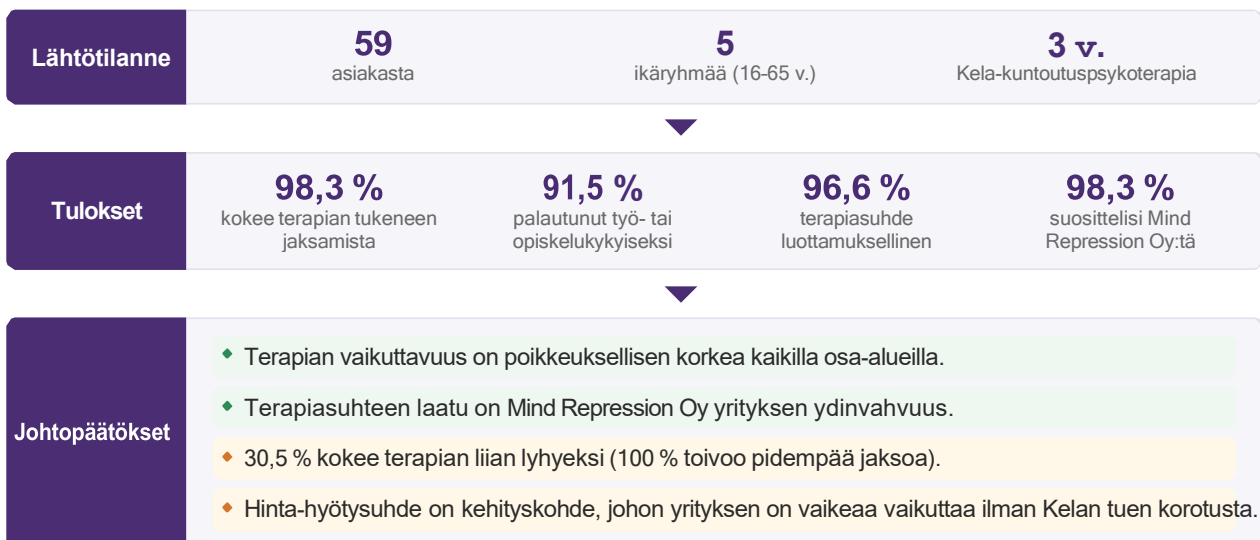 Lähtötilanne
59
asiakasta
5
ikäryhmää (16-65 v.)
3 v.
Kela-kuntoutuspsykoterapia
Tulokset
98,3 %
kokee terapian tukeneen
jaksamista
91,5 %
palautunut työ- tai
opiskelukykyiseksi
96,6 %
terapiasuhde
luottamuksellinen
98,3 %
suosittelisi Mind
Repression Oy:tä
Johtopäätökset
Terapian vaikuttavuus on poikkeuksellisen korkea kaikilla osa-alueilla.
Terapiasuhteen laatu on Mind Repression Oy yrityksen ydinvahvuus.
30,5 % kokee terapian liian lyhyeksi (100 % toivoo pidempää jaksoa).
Hinta-hyötysuhde on kehityskohde, johon yrityksen on vaikeaa vaikuttaa ilman Kelan tuen korotusta.